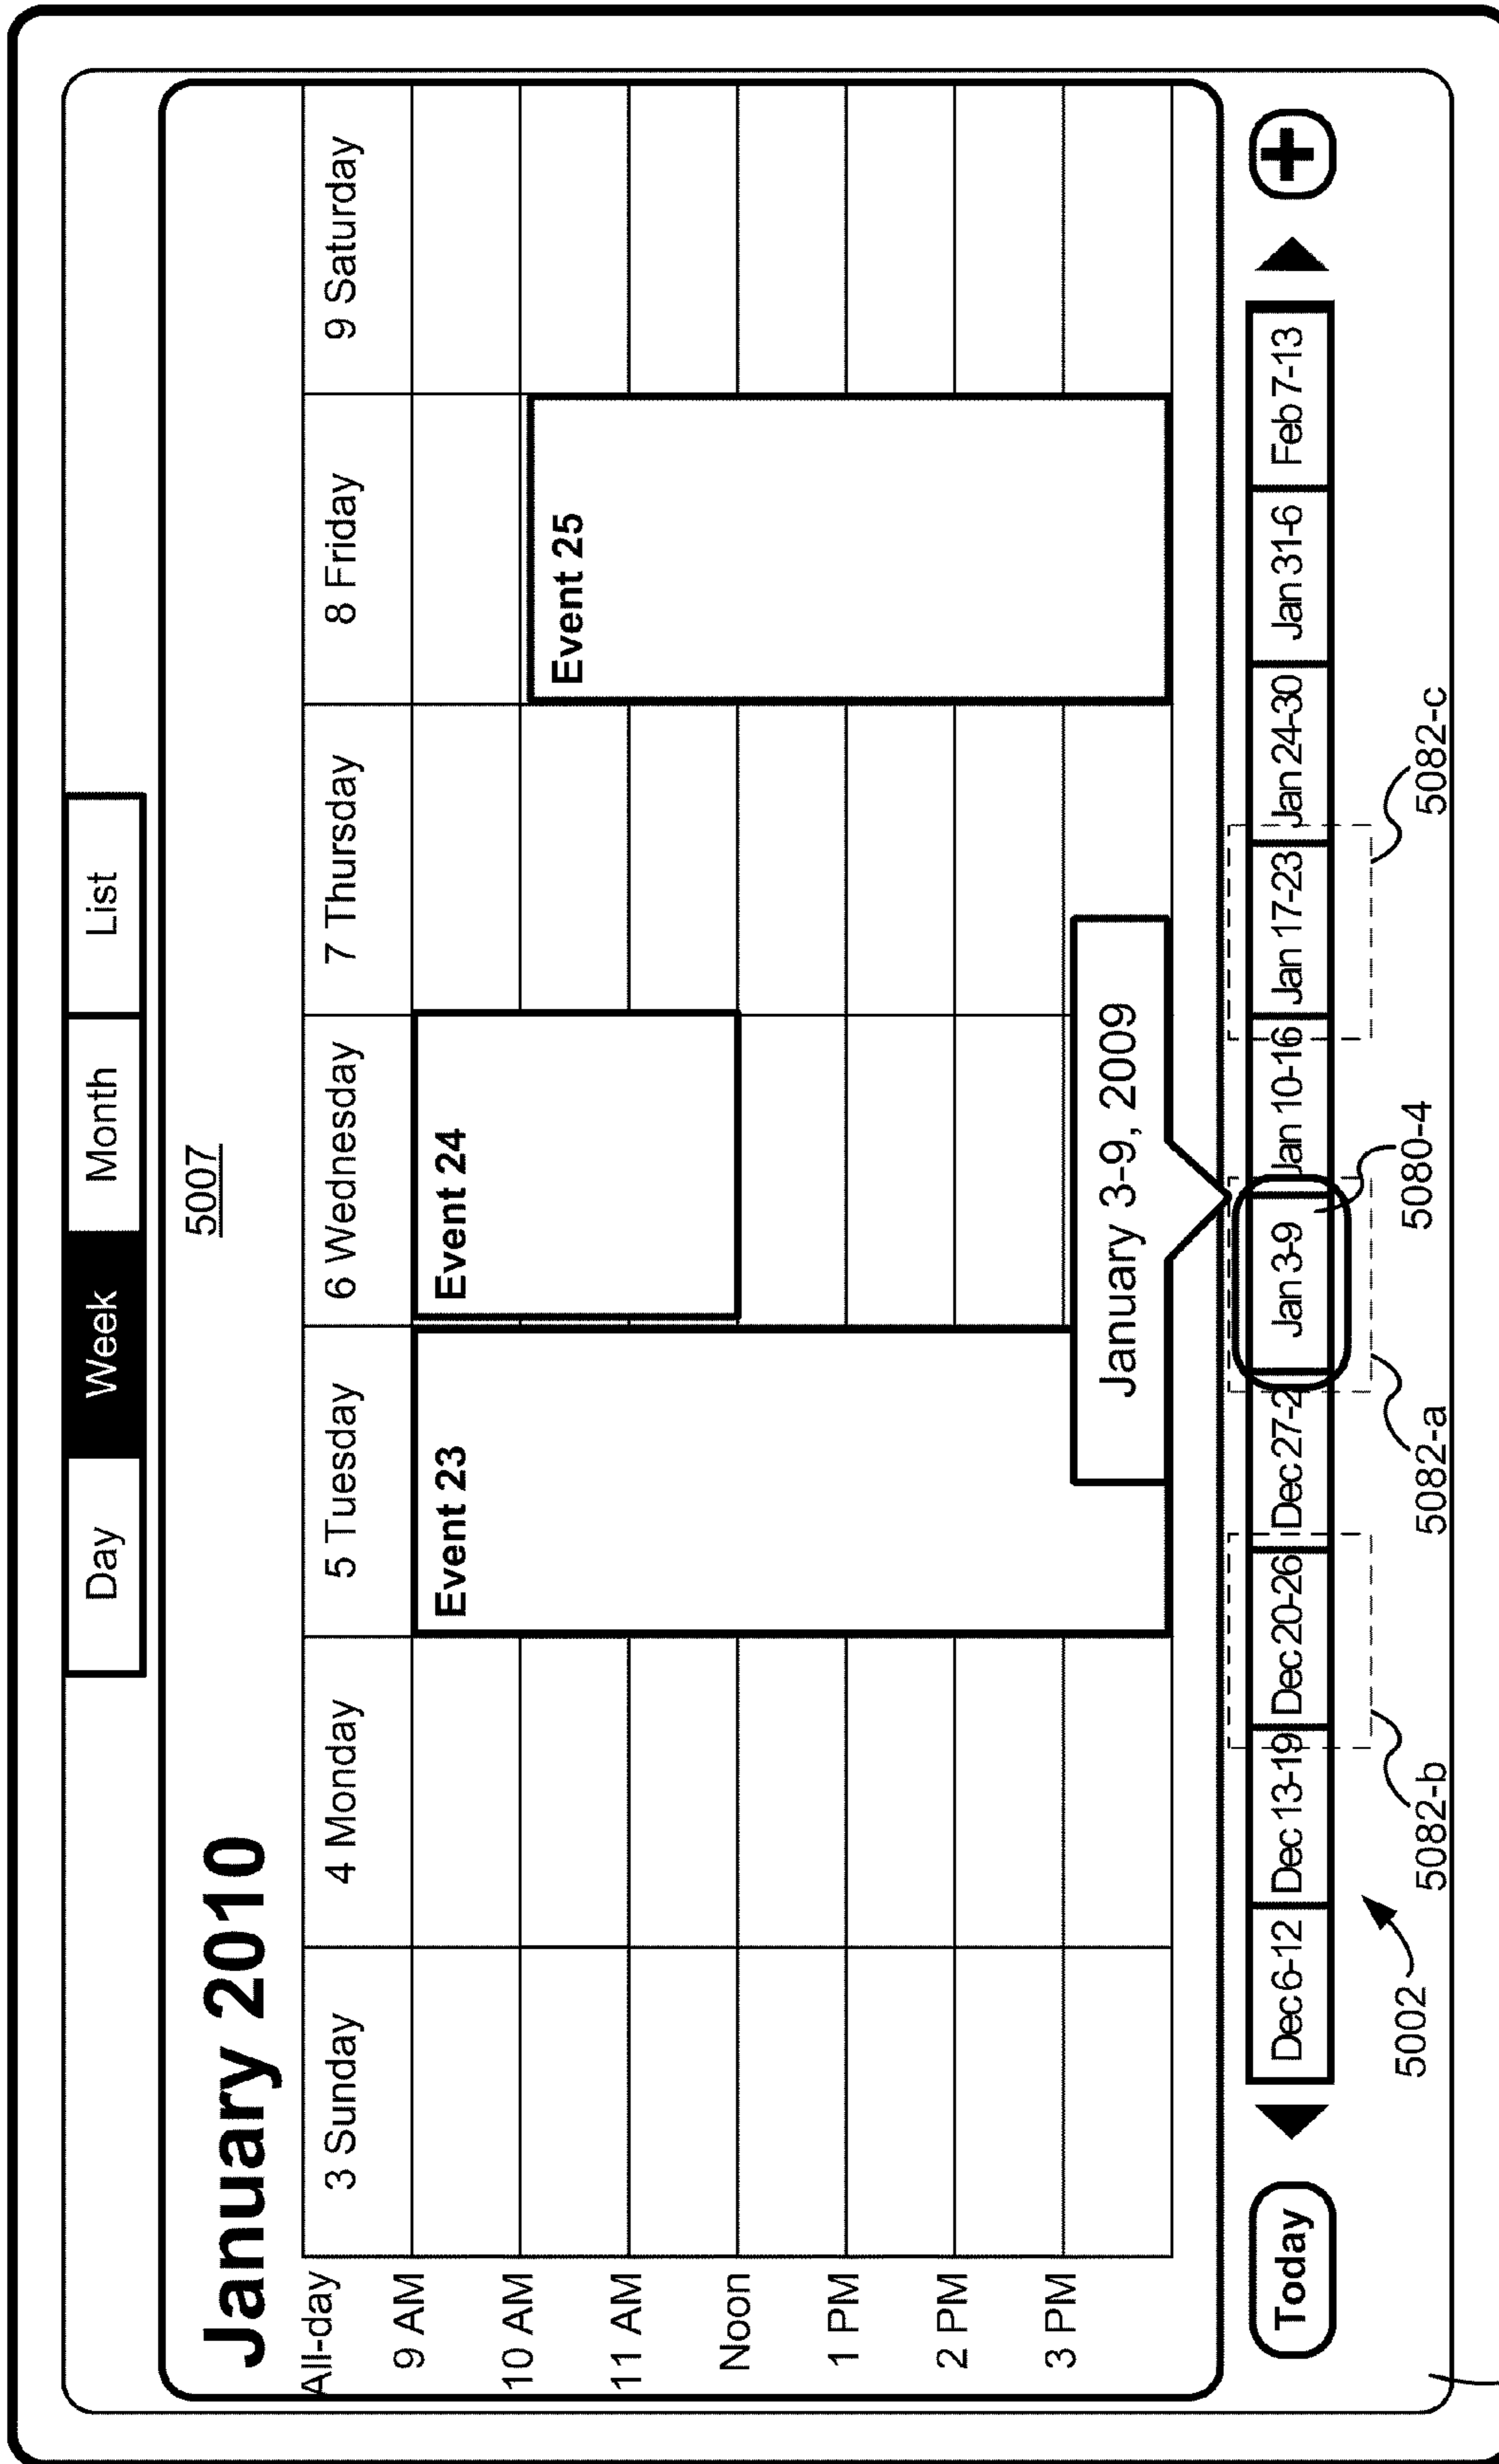 Day Week Month List
5007
January 2010
3 Sunday 4 Monday 5 Tuesday 6 Wednesday 7 Thursday 8 Friday 9 Saturday
All-day
9 AM
10 AM
11 AM
Noon
1 PM
2 PM
3 PM
Event 23
Event 24
Event 25
January 3-9, 2009
Today Dec 6-12 Dec 13-19 Dec 20-26 Dec 27-2 Jan 3-9 Jan 10-16 Jan 17-23 Jan 24-30 Jan 31-6 Feb 7-13
5002 5082-b 5082-a 5080-4 5082-c